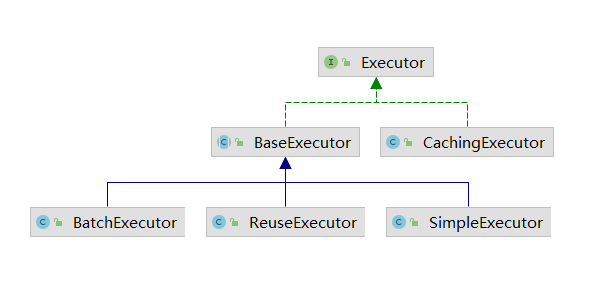 I Executor
C BaseExecutor
C CachingExecutor
C BatchExecutor
C ReuseExecutor
C SimpleExecutor